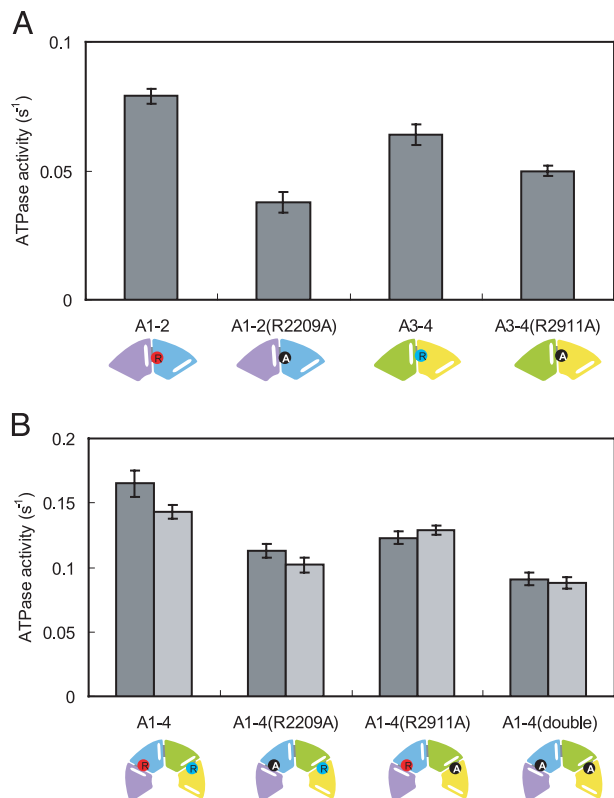 A
ATPase activity (s⁻¹)
0.1
0.05
0
A1-2
A1-2(R2209A)
A3-4
A3-4(R2911A)
R
A
R
A
B
ATPase activity (s⁻¹)
0.2
0.15
0.1
0.05
0
A1-4
A1-4(R2209A)
A1-4(R2911A)
A1-4(double)
R R
A R
R A
A A